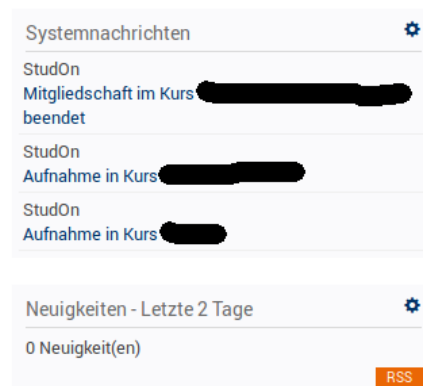 Systemnachrichten
StudOn
Mitgliedschaft im Kurs
beendet
StudOn
Aufnahme in Kurs
StudOn
Aufnahme in Kurs
Neuigkeiten - Letzte 2 Tage
0 Neuigkeit(en)
RSS